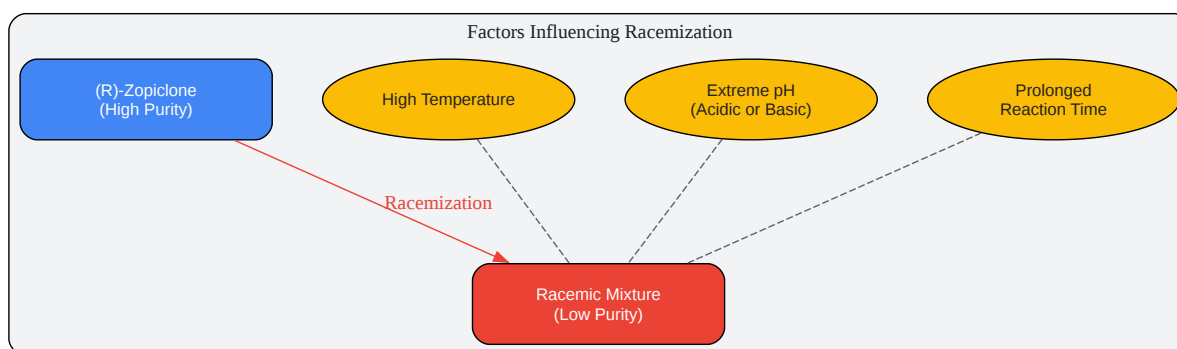 Factors Influencing Racemization
(R)-Zopiclone
(High Purity)
High Temperature
Extreme pH
(Acidic or Basic)
Prolonged
Reaction Time
Racemization
Racemic Mixture
(Low Purity)